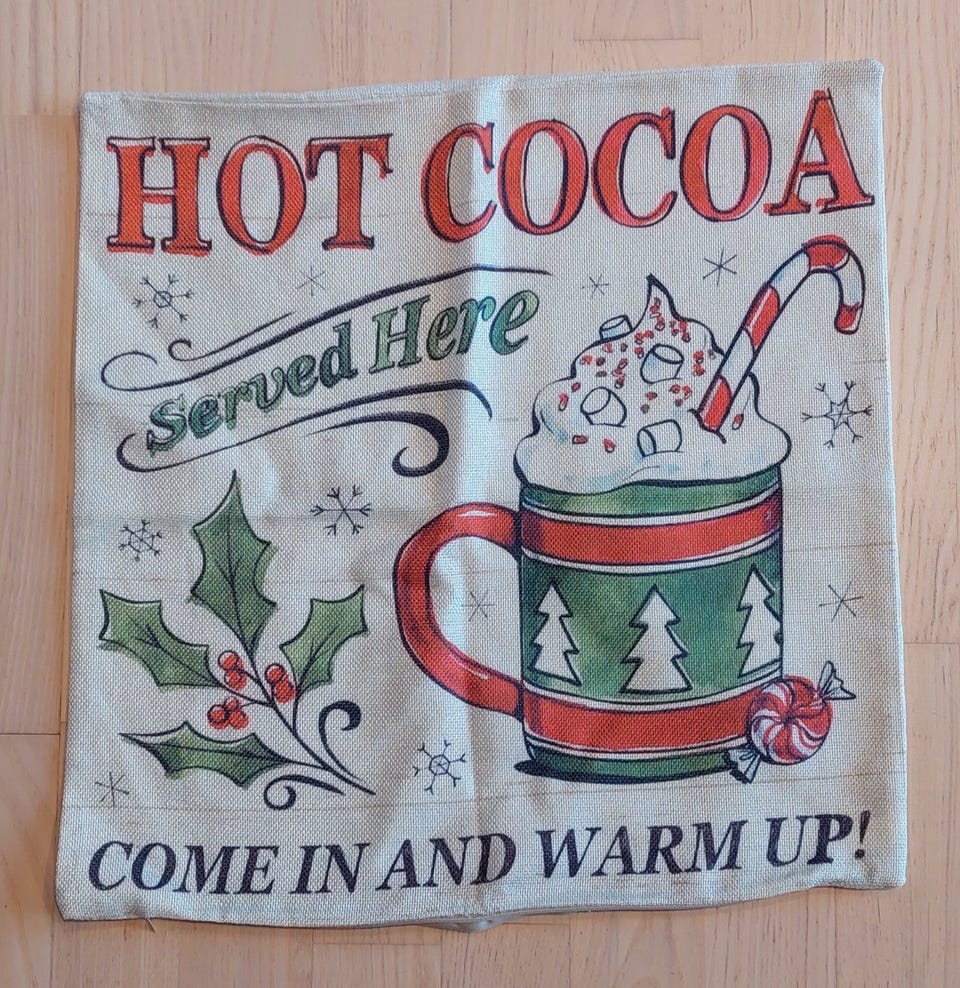 HOT COCOA
Served Here
COME IN AND WARM UP!